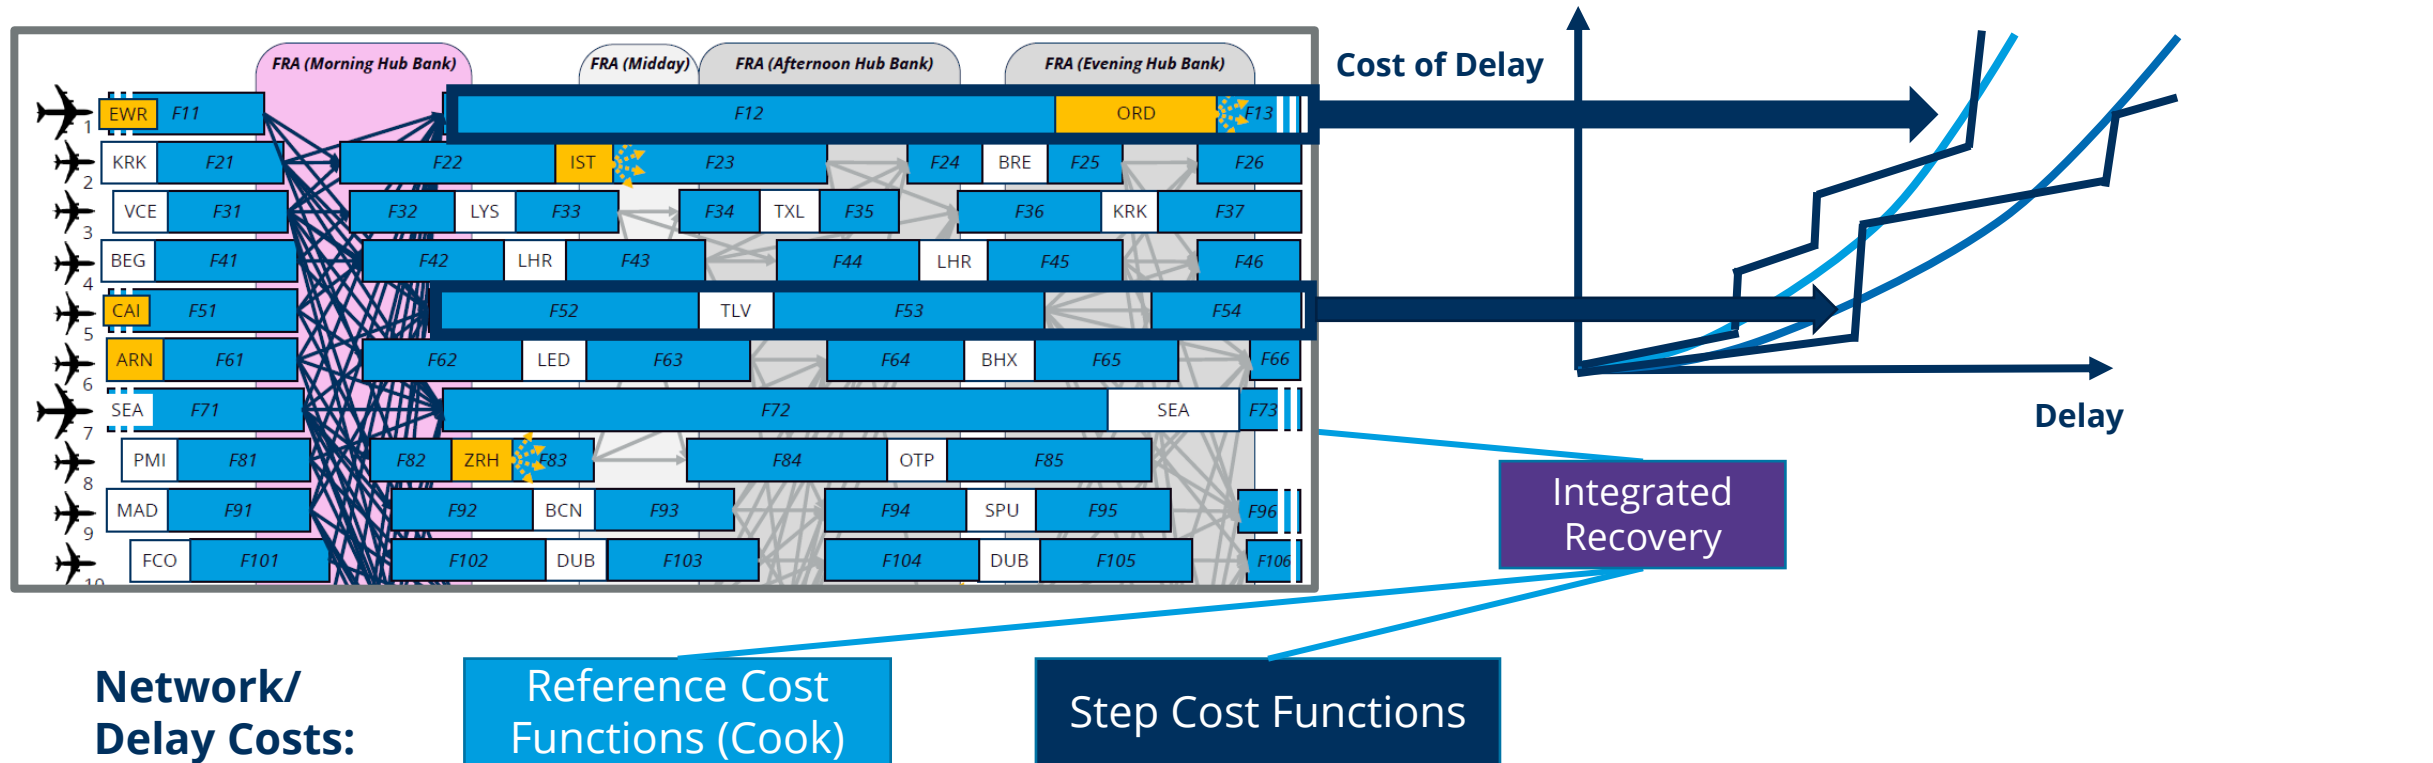 FRA (Morning Hub Bank) FRA (Midday) FRA (Afternoon Hub Bank) FRA (Evening Hub Bank)
Cost of Delay
1 EWR F11 F12 ORD F13
2 KRK F21 F22 IST F23 F24 BRE F25 F26
3 VCE F31 F32 LYS F33 F34 TXL F35 F36 KRK F37
4 BEG F41 F42 LHR F43 F44 LHR F45 F46
5 CAI F51 F52 TLV F53 F54
6 ARN F61 F62 LED F63 F64 BHX F65 F66
7 SEA F71 F72 SEA F73
8 PMI F81 F82 ZRH F83 F84 OTP F85
9 MAD F91 F92 BCN F93 F94 SPU F95 F96
10 FCO F101 F102 DUB F103 F104 DUB F105 F106
Delay
Integrated
Recovery
Network/
Delay Costs:
Reference Cost
Functions (Cook)
Step Cost Functions